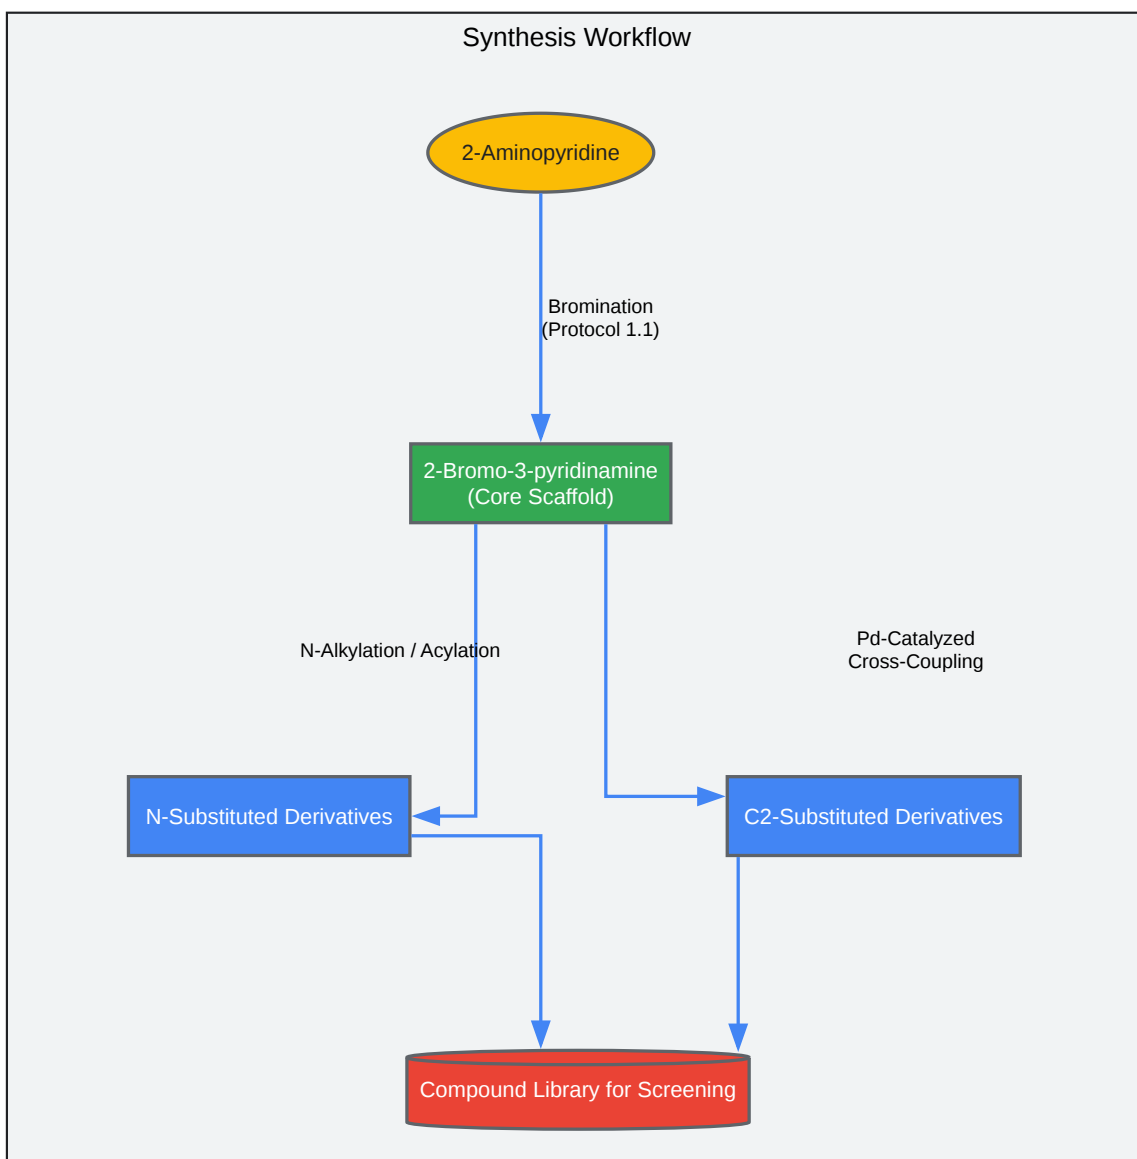 Synthesis Workflow
2-Aminopyridine
Bromination
(Protocol 1.1)
2-Bromo-3-pyridinamine
(Core Scaffold)
N-Alkylation / Acylation
Pd-Catalyzed
Cross-Coupling
N-Substituted Derivatives
C2-Substituted Derivatives
Compound Library for Screening